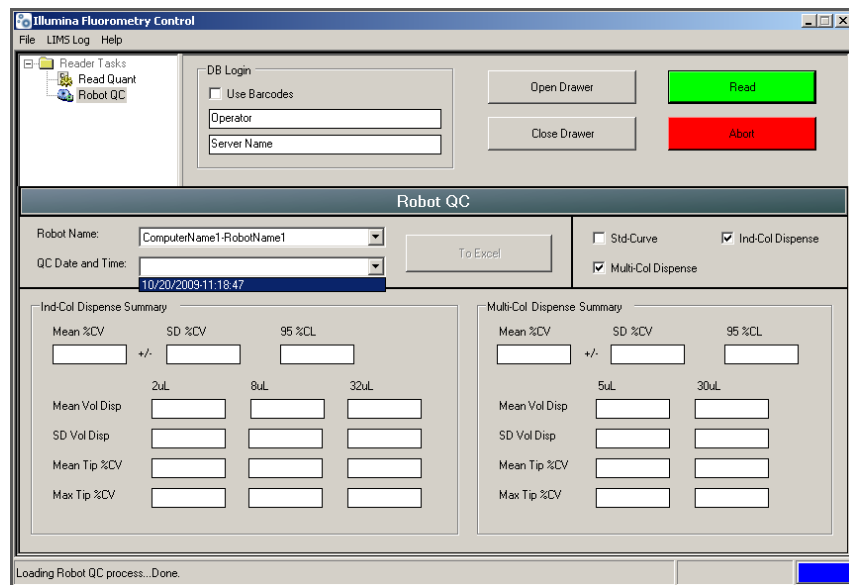 Illumina Fluorometry Control
File LIMS Log Help
Reader Tasks
Read Quant
Robot QC
DB Login
Use Barcodes
Operator
Server Name
Open Drawer
Read
Close Drawer
Abort
Robot QC
Robot Name:
ComputerName1-RobotName1
QC Date and Time:
10/20/2009-11:18:47
To Excel
Std-Curve
Ind-Col Dispense
Multi-Col Dispense
Ind-Col Dispense Summary
Mean %CV SD %CV 95 %CL
+/-
2uL 8uL 32uL
Mean Vol Disp
SD Vol Disp
Mean Tip %CV
Max Tip %CV
Multi-Col Dispense Summary
Mean %CV SD %CV 95 %CL
+/-
5uL 30uL
Mean Vol Disp
SD Vol Disp
Mean Tip %CV
Max Tip %CV
Loading Robot QC process...Done.